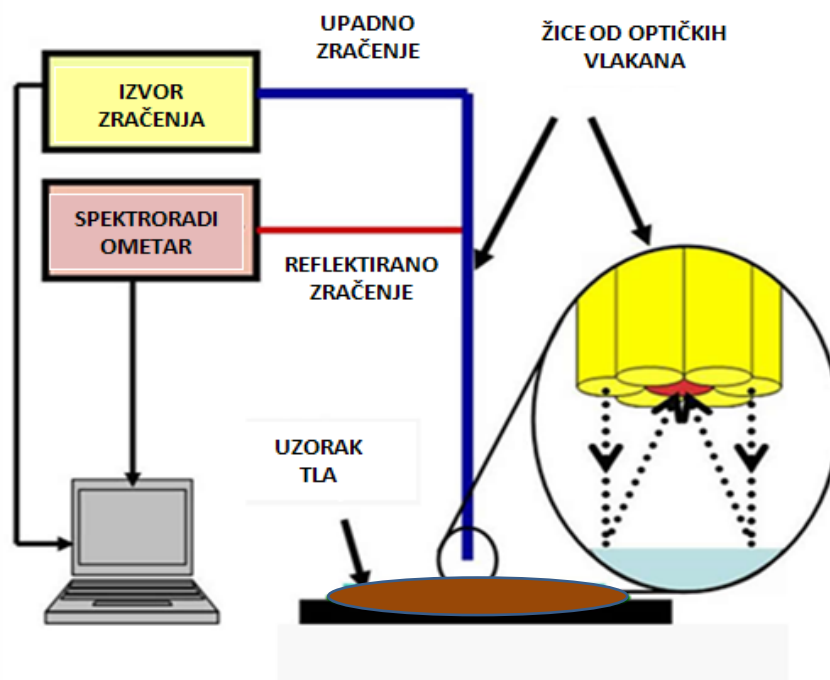 UPADNO
ZRAČENJE
ŽICE OD OPTIČKIH
VLAKANA
IZVOR
ZRAČENJA
SPEKTRORADI
OMETAR
REFLEKTIRANO
ZRAČENJE
UZORAK
TLA